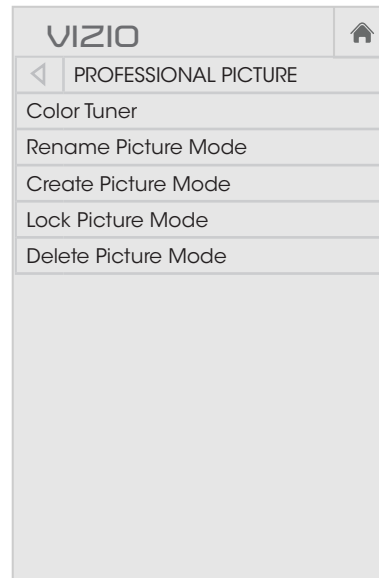 VIZIO
PROFESSIONAL PICTURE
Color Tuner
Rename Picture Mode
Create Picture Mode
Lock Picture Mode
Delete Picture Mode